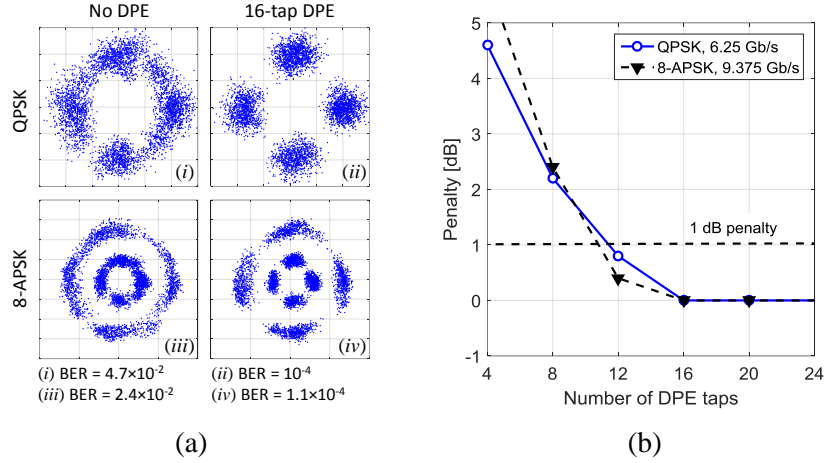 No DPE 16-tap DPE
QPSK
(i) (ii)
8-APSK
(iii) (iv)
(i) BER = 4.7×10⁻² (ii) BER = 10⁻⁴
(iii) BER = 2.4×10⁻² (iv) BER = 1.1×10⁻⁴
(a)
5
4
3
2
1
0
-1
Penalty [dB]
QPSK, 6.25 Gb/s
8-APSK, 9.375 Gb/s
1 dB penalty
4 8 12 16 20 24
Number of DPE taps
(b)